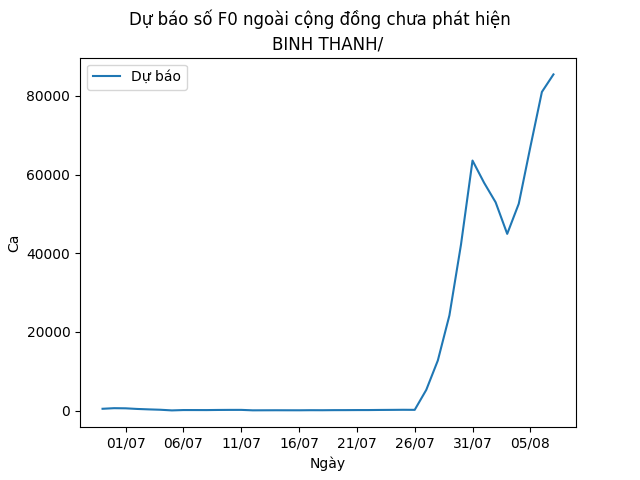 Dự báo số F0 ngoài cộng đồng chưa phát hiện
BINH THANH/
Dự báo
Ca
80000
60000
40000
20000
0
01/07 06/07 11/07 16/07 21/07 26/07 31/07 05/08
Ngày